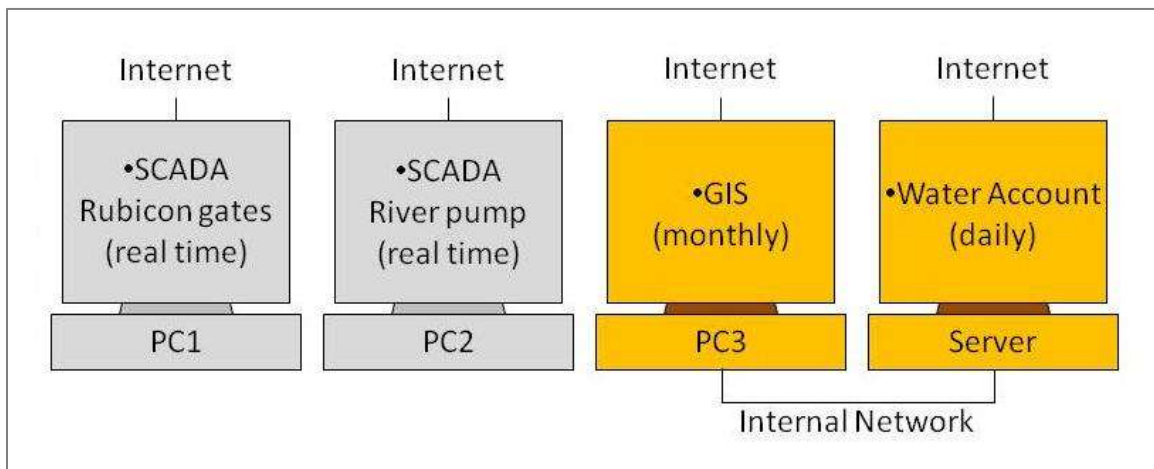 Internet
Internet
Internet
Internet
•SCADA
Rubicon gates
(real time)
•SCADA
River pump
(real time)
•GIS
(monthly)
•Water Account
(daily)
PC1
PC2
PC3
Server
Internal Network